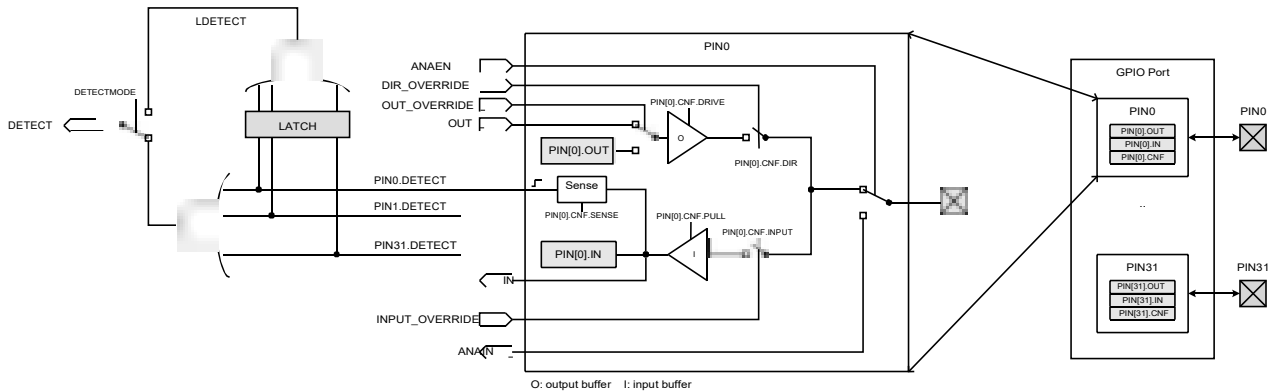 LDETECT
PIN0
ANAEN
DIR_OVERRIDE
OUT_OVERRIDE
OUT
DETECTMODE
DETECT
LATCH
PIN[0].CNF.DRIVE
O
PIN[0].OUT
PIN[0].CNF.DIR
PIN0.DETECT
Sense
PIN[0].CNF.SENSE
PIN1.DETECT
PIN[0].CNF.PULL
PIN[0].CNF.INPUT
PIN31.DETECT
PIN[0].IN
I
IN
INPUT_OVERRIDE
ANAIN
O: output buffer I: input buffer
GPIO Port
PIN0
PIN[0].OUT
PIN[0].IN
PIN[0].CNF
PIN0
..
PIN31
PIN[31].OUT
PIN[31].IN
PIN[31].CNF
PIN31